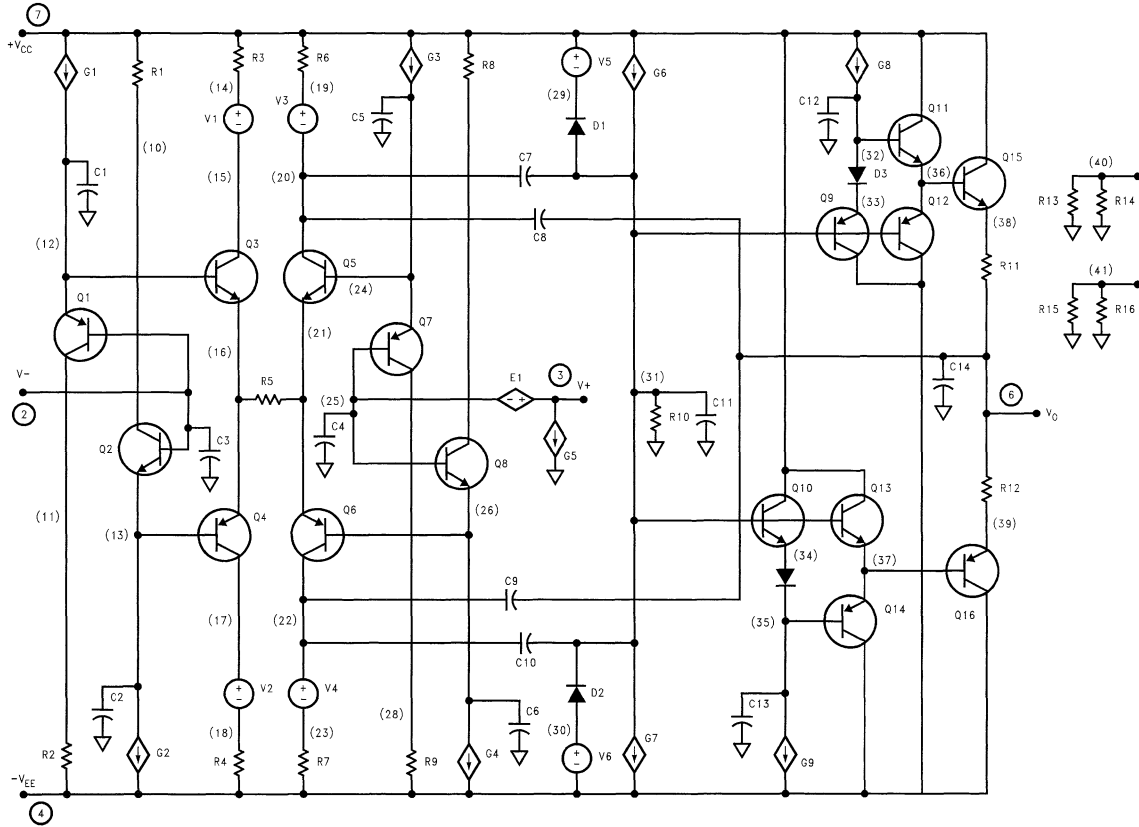 7
+VCC
G1
R1
R3
R6
G3
R8
V5
G6
G8
(14)
V3
(19)
(29)
C12
Q11
V1
C5
D1
(10)
(32)
Q15
C1
(15)
(20)
C7
D3
(36)
(40)
Q9
(33)
Q12
R13
R14
C8
(38)
(12)
Q3
Q5
R11
(24)
(41)
Q1
Q7
(16)
(21)
R15
R16
V-
R5
E1
3
V+
(31)
C14
6
2
(25)
R10
C11
VO
C4
G5
Q2
C3
Q8
Q10
Q13
R12
(11)
(13)
Q4
Q6
(26)
(39)
(34)
(37)
C9
Q14
Q16
(17)
(22)
(35)
C10
C2
V2
V4
D2
(28)
C6
C13
(18)
(23)
(30)
R2
G2
R4
R7
R9
G4
V6
G7
G9
-VEE
4